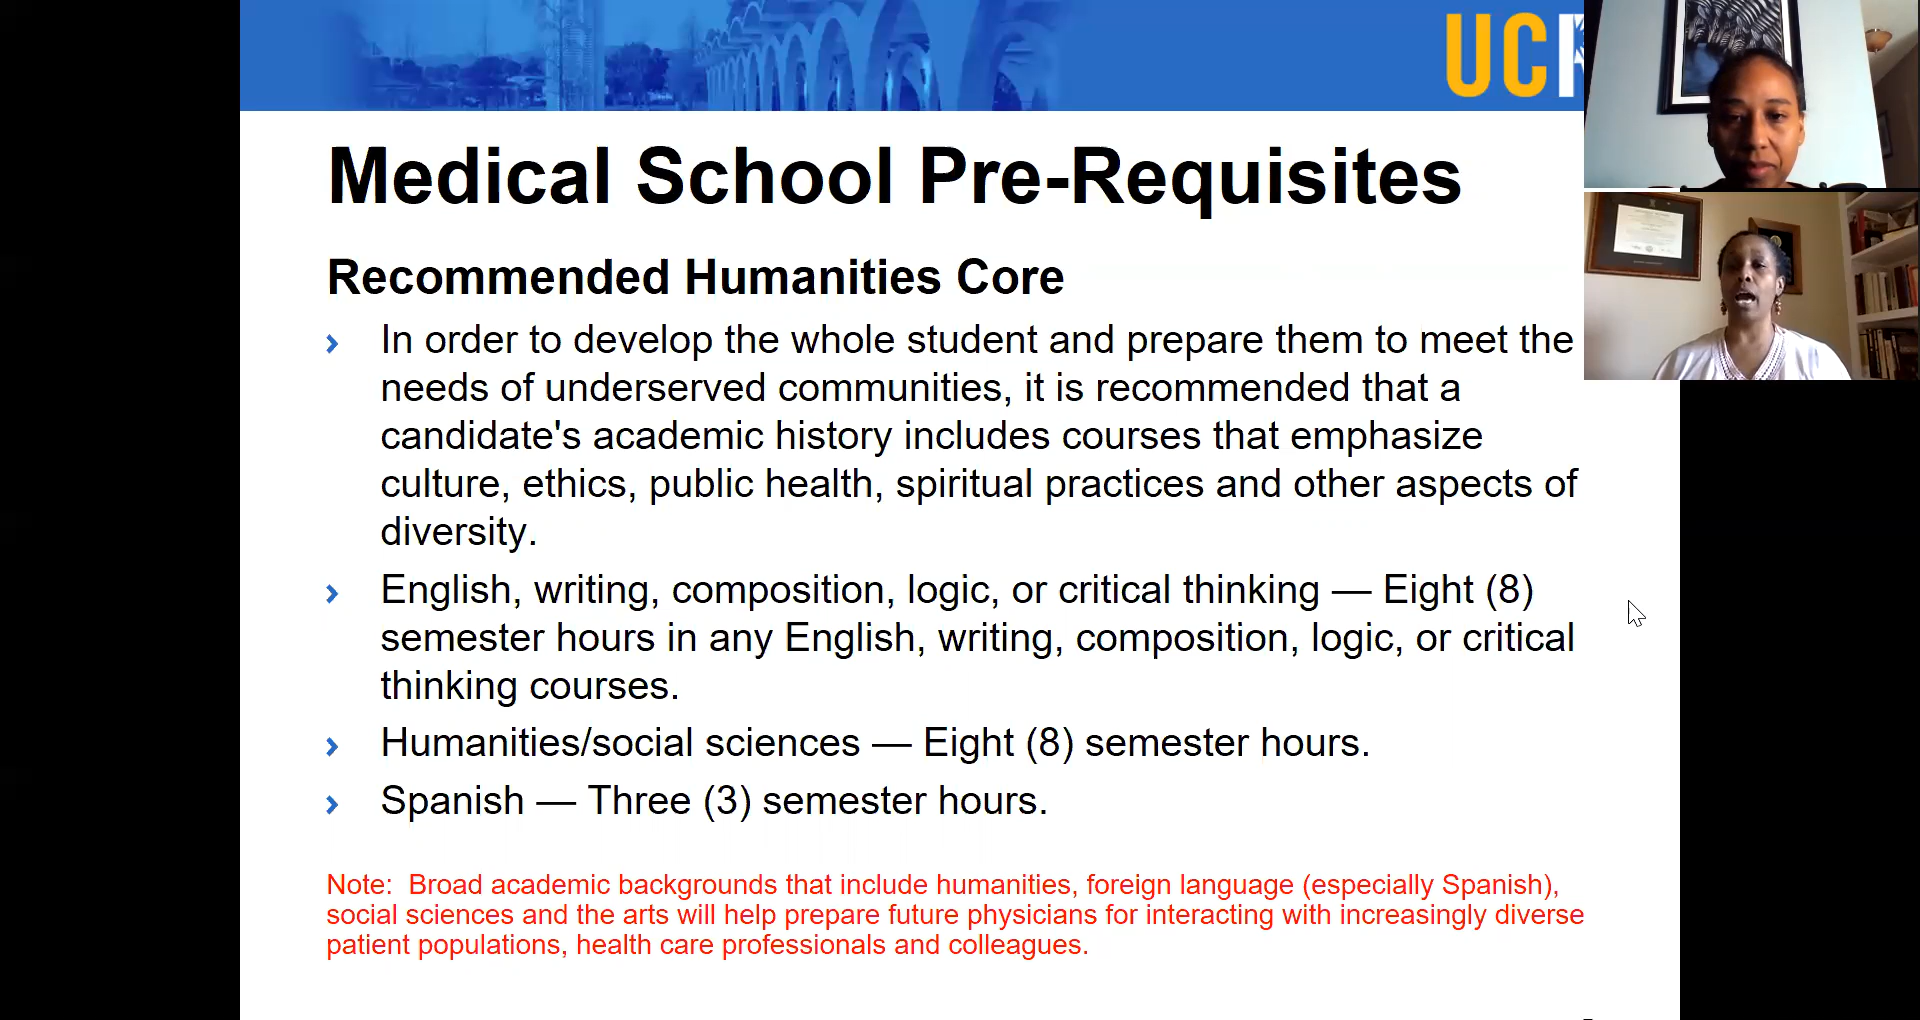 UCR
Medical School Pre-Requisites
Recommended Humanities Core
› In order to develop the whole student and prepare them to meet the
needs of underserved communities, it is recommended that a
candidate's academic history includes courses that emphasize
culture, ethics, public health, spiritual practices and other aspects of
diversity.
› English, writing, composition, logic, or critical thinking — Eight (8)
semester hours in any English, writing, composition, logic, or critical
thinking courses.
› Humanities/social sciences — Eight (8) semester hours.
› Spanish — Three (3) semester hours.
Note:  Broad academic backgrounds that include humanities, foreign language (especially Spanish),
social sciences and the arts will help prepare future physicians for interacting with increasingly diverse
patient populations, health care professionals and colleagues.